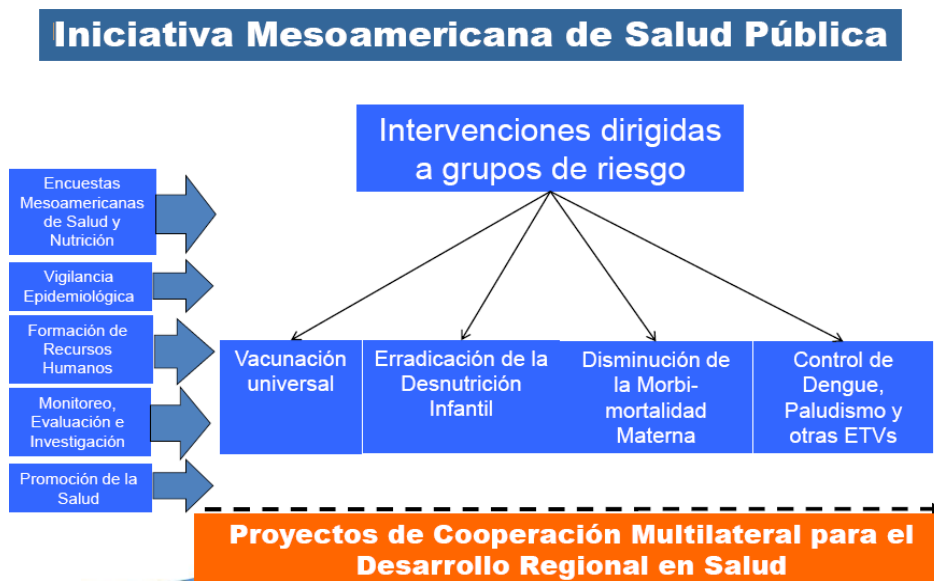 Iniciativa Mesoamericana de Salud Pública
Intervenciones dirigidas
a grupos de riesgo
Encuestas
Mesoamericanas
de Salud y
Nutrición
Vigilancia
Epidemiológica
Formación de
Recursos
Humanos
Monitoreo,
Evaluación e
Investigación
Promoción de la
Salud
Vacunación
universal
Erradicación de la
Desnutrición
Infantil
Disminución de
la Morbi-
mortalidad
Materna
Control de
Dengue,
Paludismo y
otras ETVs
Proyectos de Cooperación Multilateral para el
Desarrollo Regional en Salud